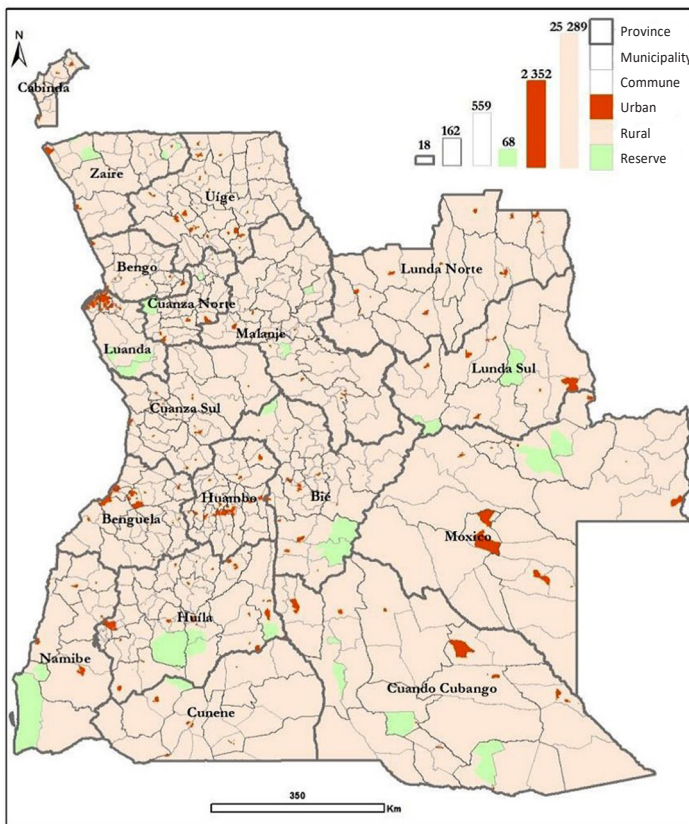 25 289
2 352
559
162
68
18
Province
Municipality
Commune
Urban
Rural
Reserve
N
Cabinda
Zaire
Uíge
Bengo
Lunda Norte
Cuanza Norte
Malanje
Luanda
Lunda Sul
Cuanza Sul
Huambo
Bié
Benguela
Moxico
Huíla
Namibe
Cuando Cubango
Cunene
350
Km